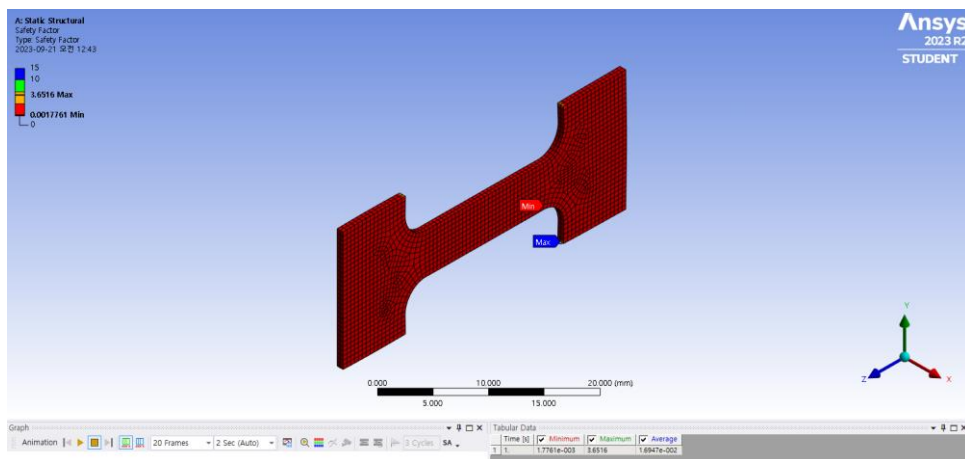 A: Static Structural
Safety Factor
Type: Safety Factor
2023-09-21 오전 12:43
15
10
3.6516 Max
0.0017761 Min
0
Ansys
2023 R2
STUDENT
Min
Max
0.000 10.000 20.000 (mm)
5.000 15.000
Y
Z X
Graph
Animation 20 Frames 2 Sec (Auto) 3 Cycles SA
Tabular Data
Time [s] Minimum Maximum Average
1 1. 1.7761e-003 3.6516 1.6947e-002